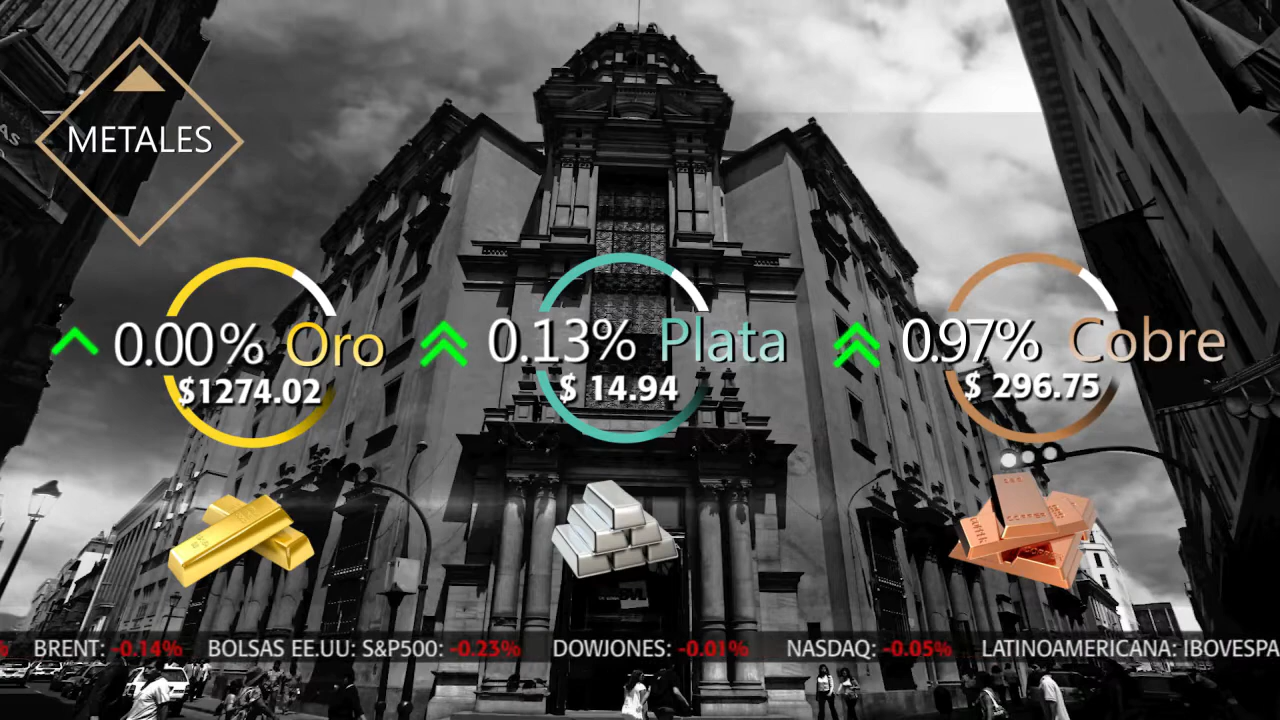 METALES
0.00% Oro
$1274.02
0.13% Plata
$ 14.94
0.97% Cobre
$ 296.75
BRENT: -0.14% BOLSAS EE.UU: S&P500: -0.23% DOWJONES: -0.01% NASDAQ: -0.05% LATINOAMERICANA: IBOVESPA